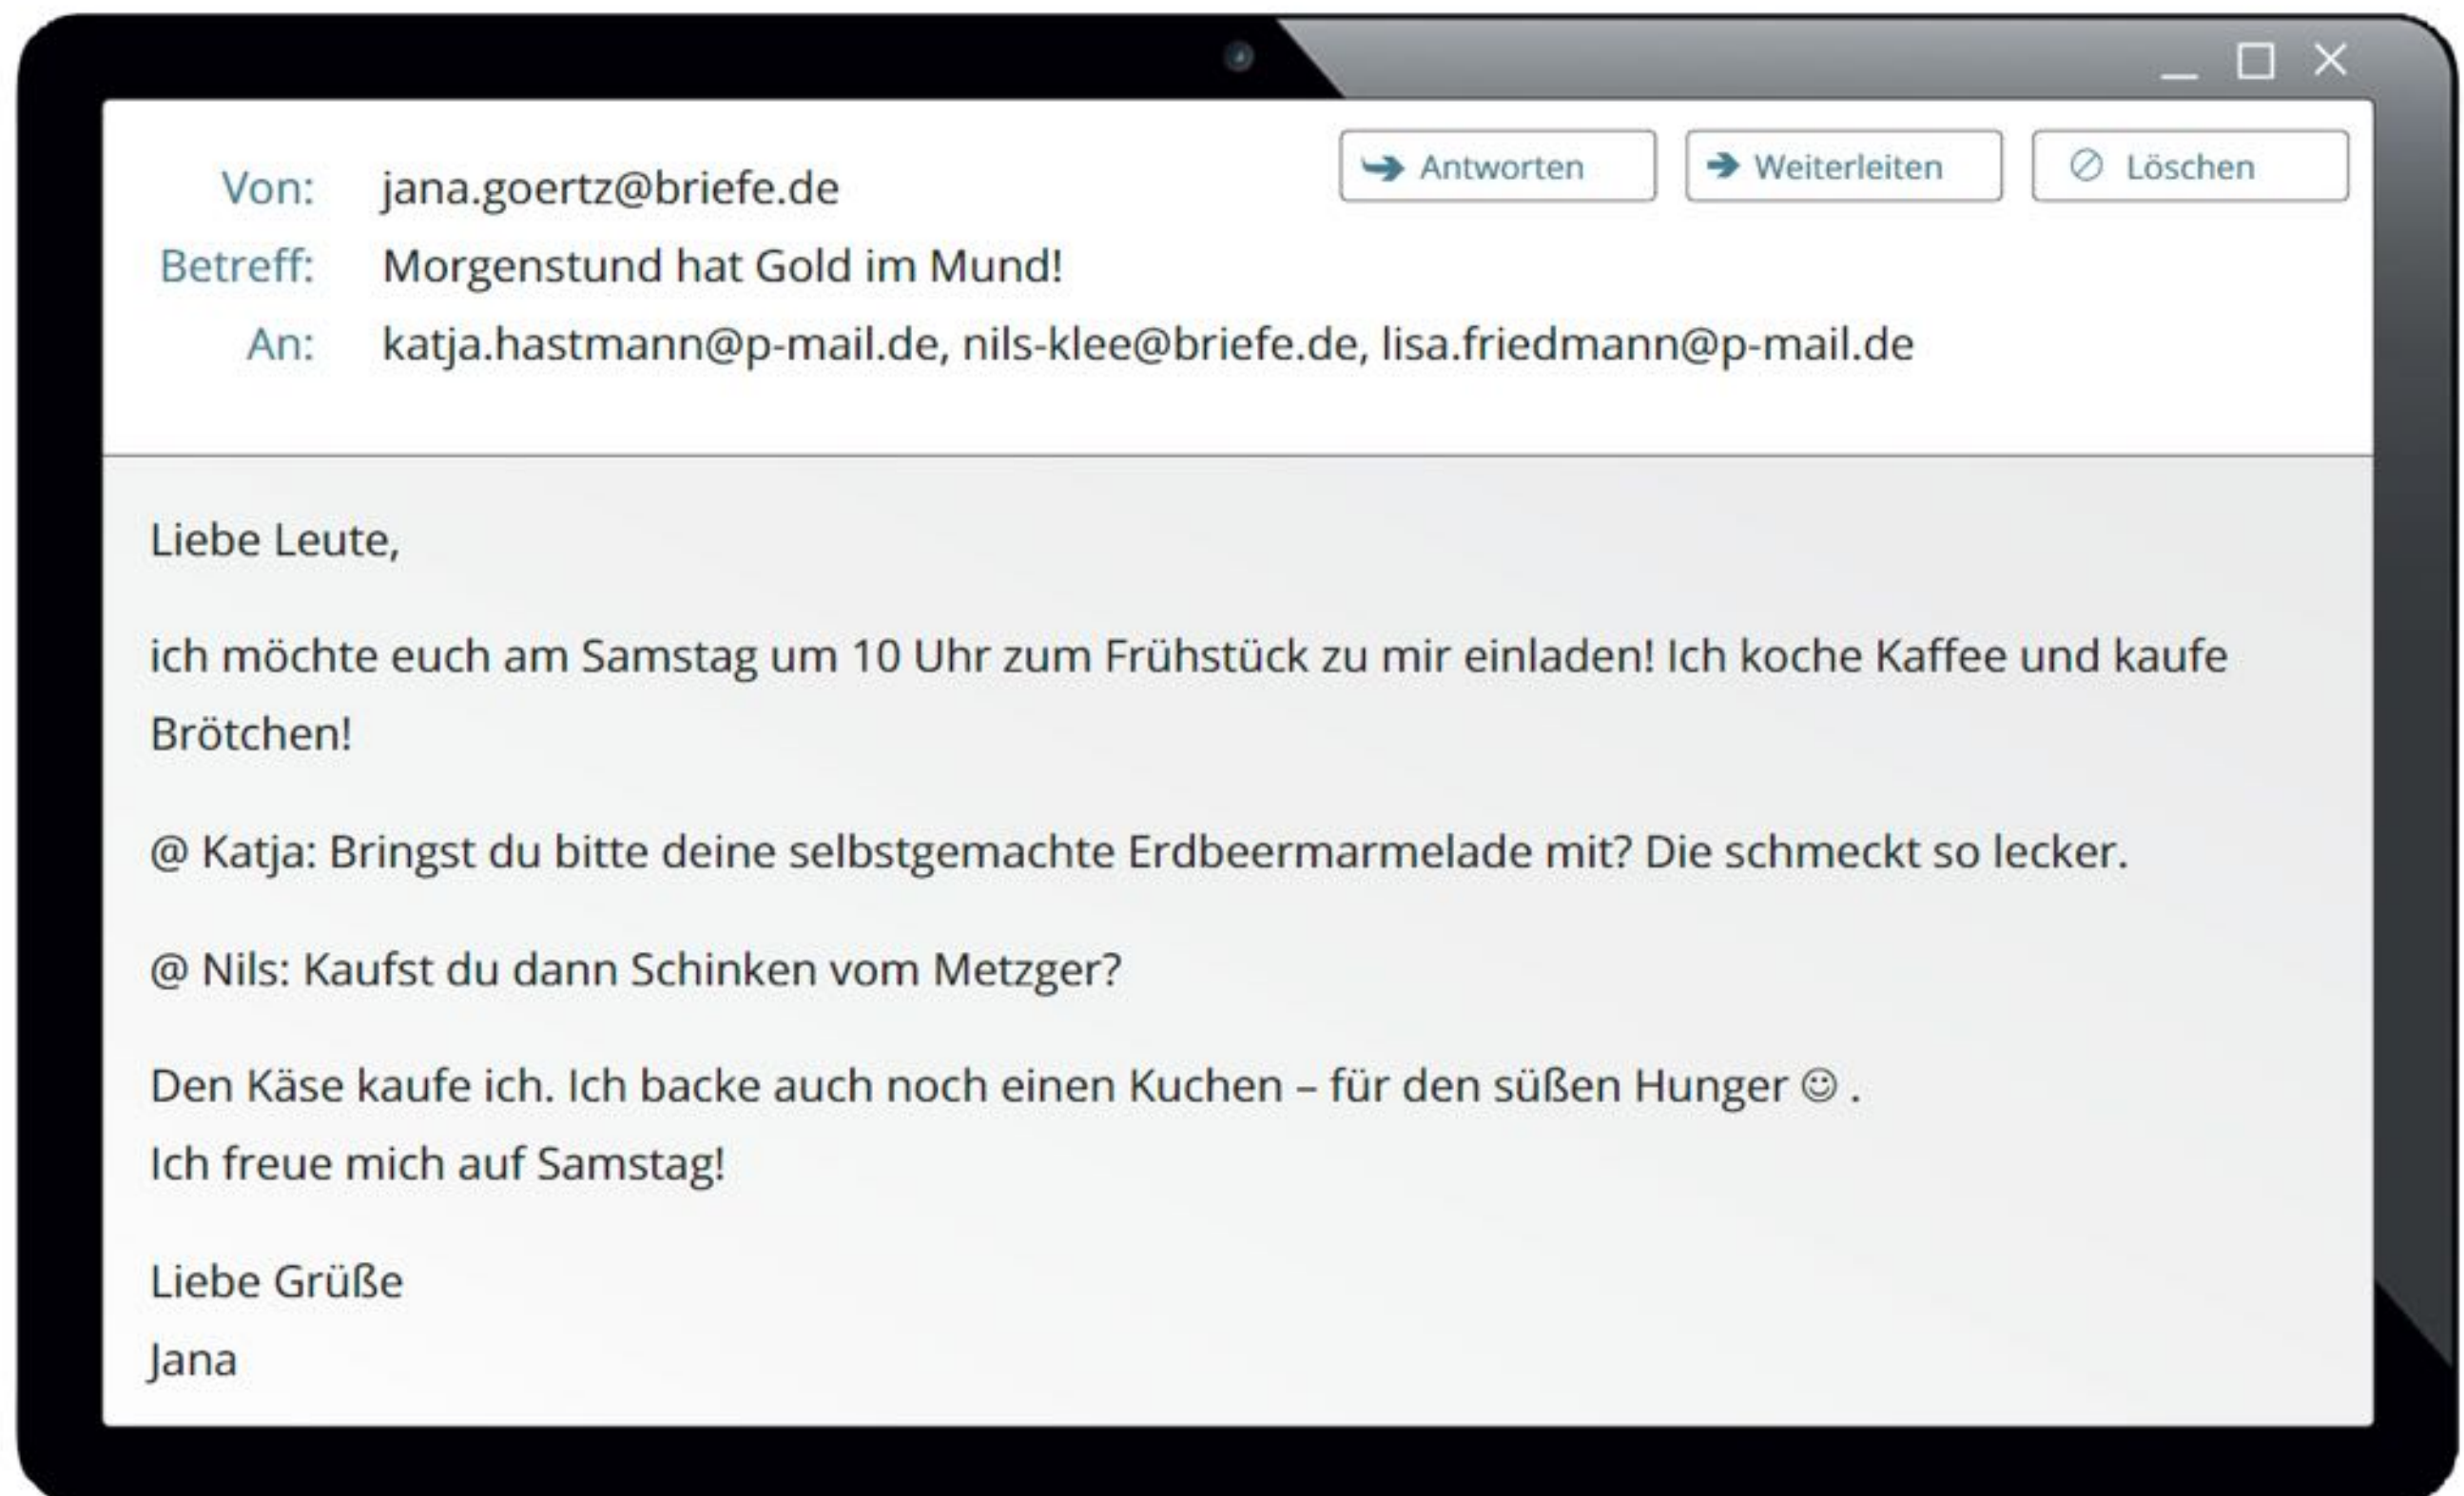 Antworten Weiterleiten Löschen
Von: jana.goertz@briefe.de
Betreff: Morgenstund hat Gold im Mund!
An: katja.hastmann@p-mail.de, nils-klee@briefe.de, lisa.friedmann@p-mail.de
Liebe Leute,
ich möchte euch am Samstag um 10 Uhr zum Frühstück zu mir einladen! Ich koche Kaffee und kaufe
Brötchen!
@ Katja: Bringst du bitte deine selbstgemachte Erdbeermarmelade mit? Die schmeckt so lecker.
@ Nils: Kaufst du dann Schinken vom Metzger?
Den Käse kaufe ich. Ich backe auch noch einen Kuchen – für den süßen Hunger ☺ .
Ich freue mich auf Samstag!
Liebe Grüße
Jana